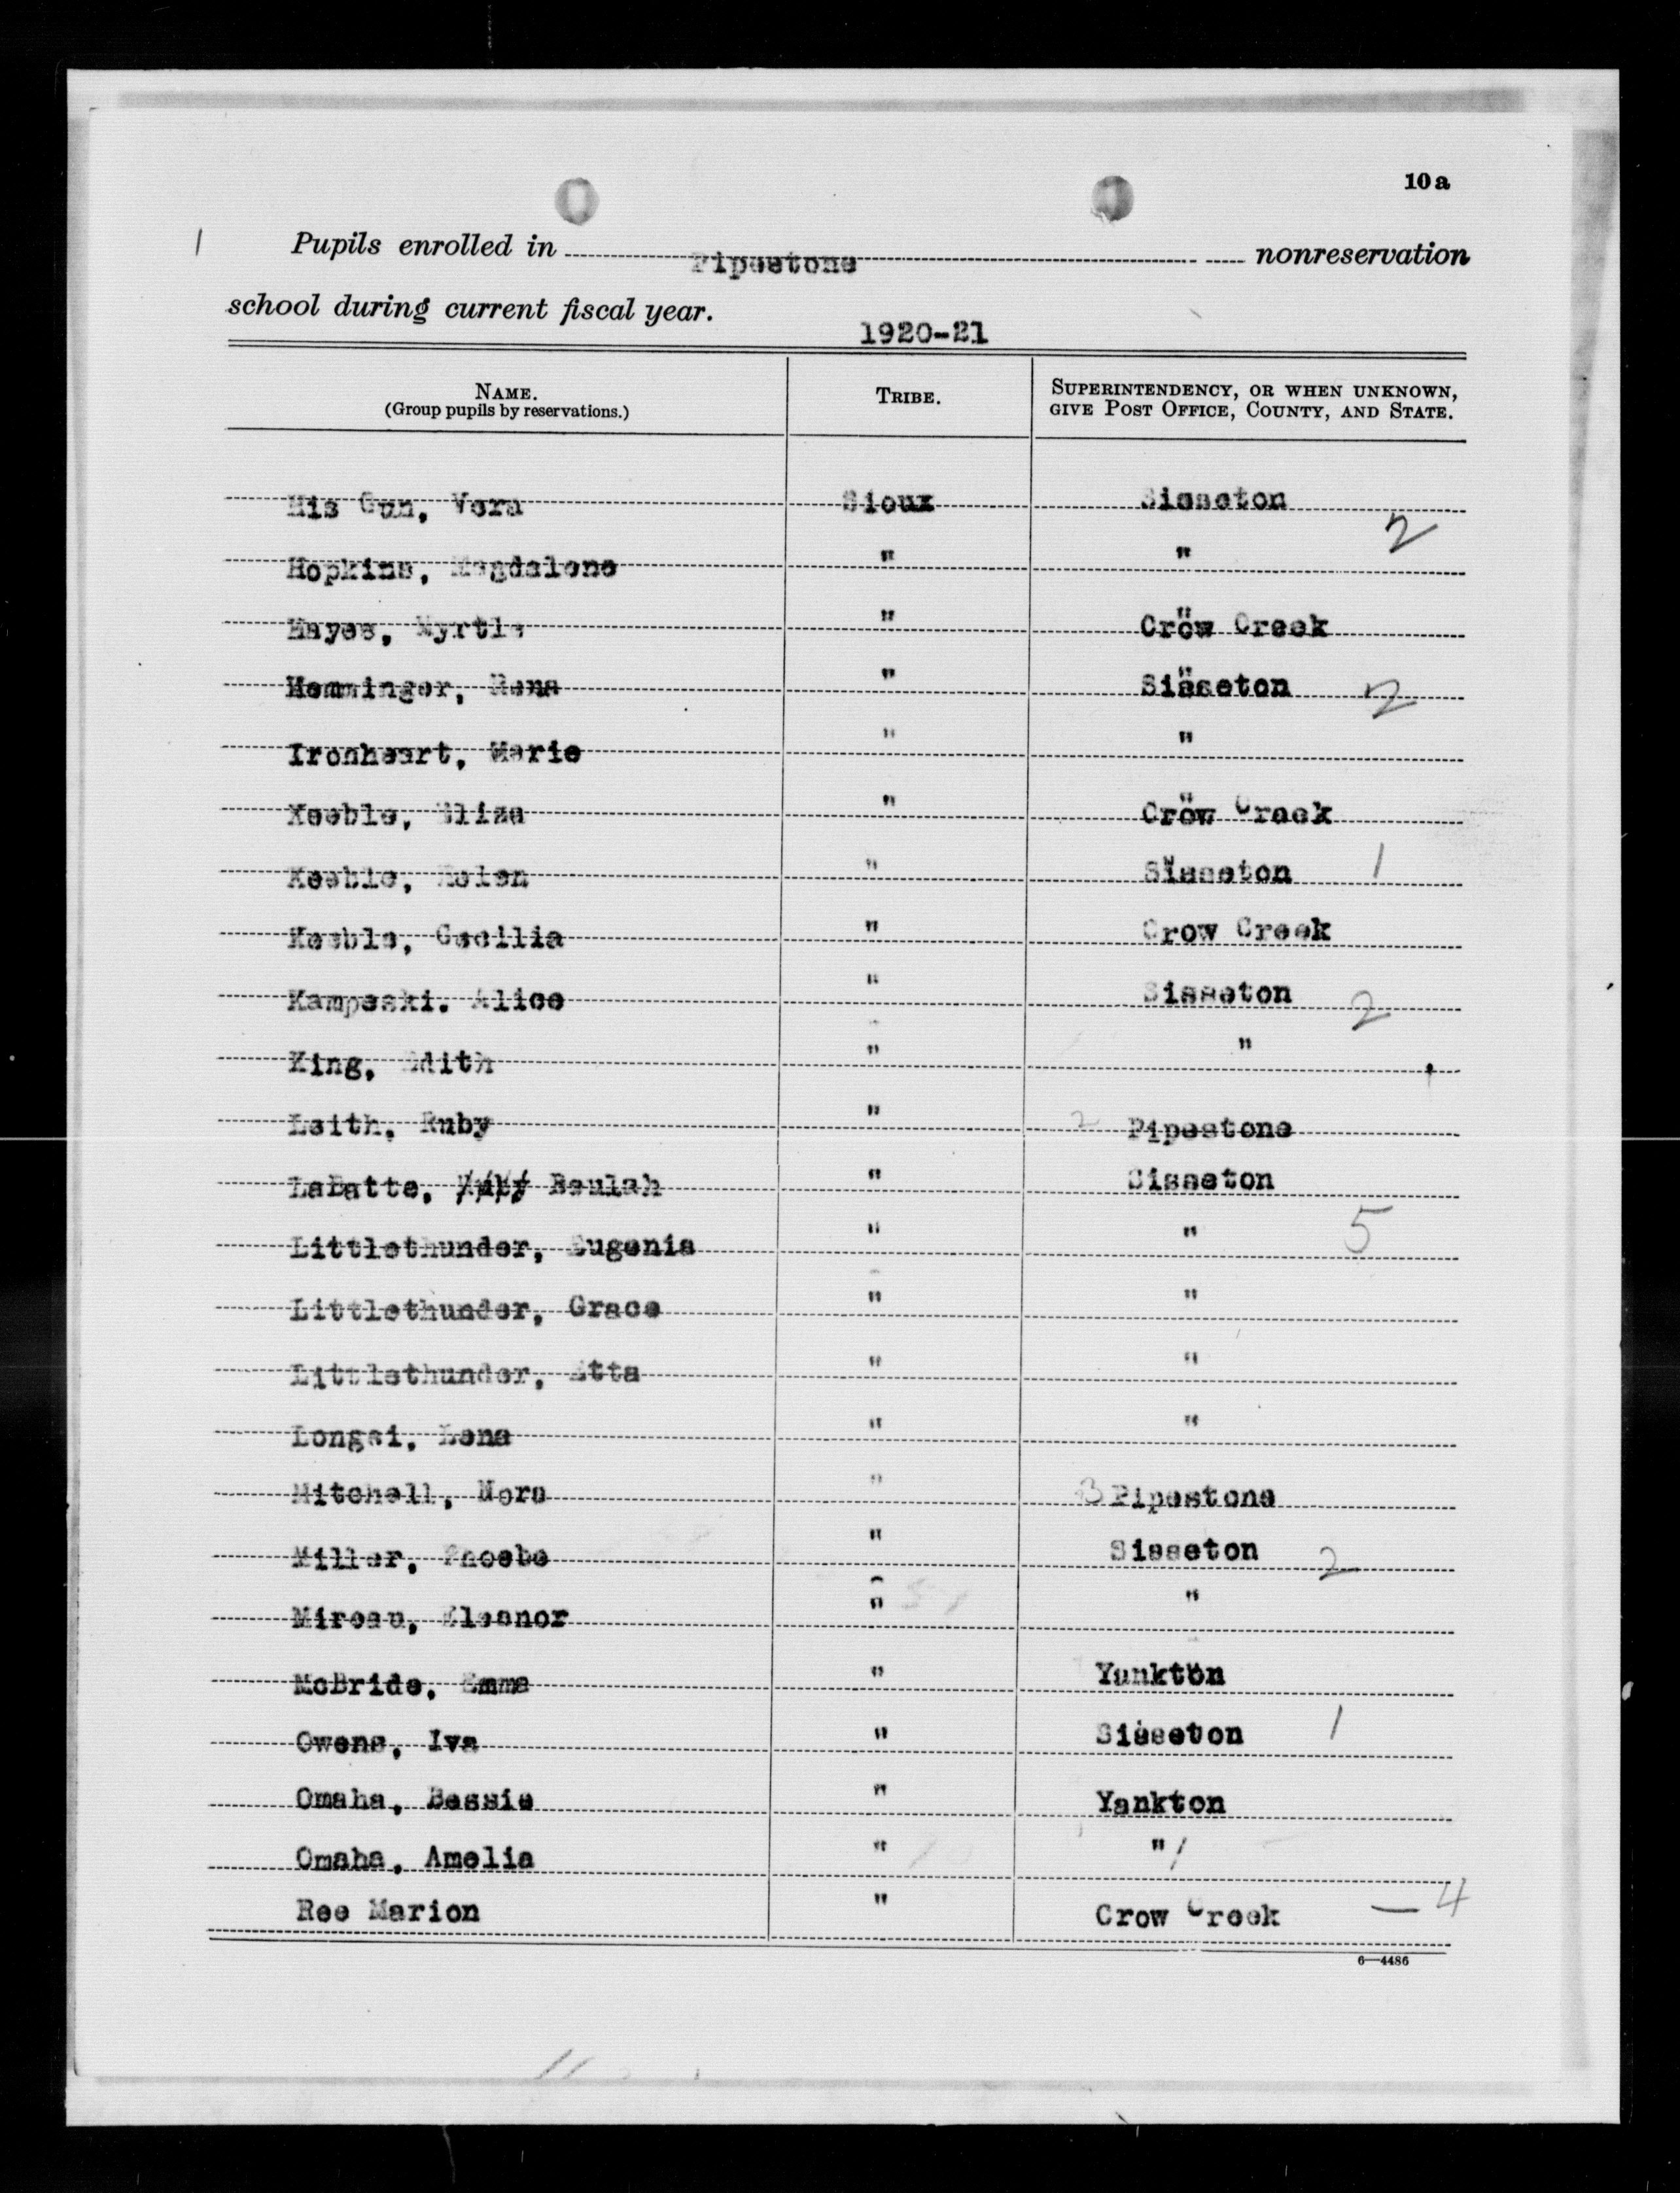 10a
1 Pupils enrolled in Pipestone nonreservation
school during current fiscal year.
1920-21
NAME. TRIBE. SUPERINTENDENCY, OR WHEN UNKNOWN,
(Group pupils by reservations.) GIVE POST OFFICE, COUNTY, AND STATE.
His Gun, Vera Sioux Sisseton
2
Hopkins, Magdalene " "
Hayes, Myrtle " Crow Creek
Hemminger, Rena " Sisseton 2
Ironheart, Marie " "
Keeble, Eliza " Crow Creek
Keeble, Helen " Sisseton 1
Keeble, Cecilia " Crow Creek
Kampeski. Alice " Sisseton 2
King, Edith " "
Leith, Ruby " 2 Pipestone
LaBatte, Beulah " Sisseton
Littlethunder, Eugenia " " 5
Littlethunder, Grace " "
Littlethunder, Etta " "
Longei, Lena " "
Mitchell, Nora " 3 Pipestone
Miller, Phoebe " Sisseton 2
Mireau, Eleanor " "
McBride, Emma " Yankton
Owens, Iva " Sisseton 1
Omaha, Bessie " Yankton
Omaha, Amelia " " /
Ree Marion " Crow Creek — 4
6—4486